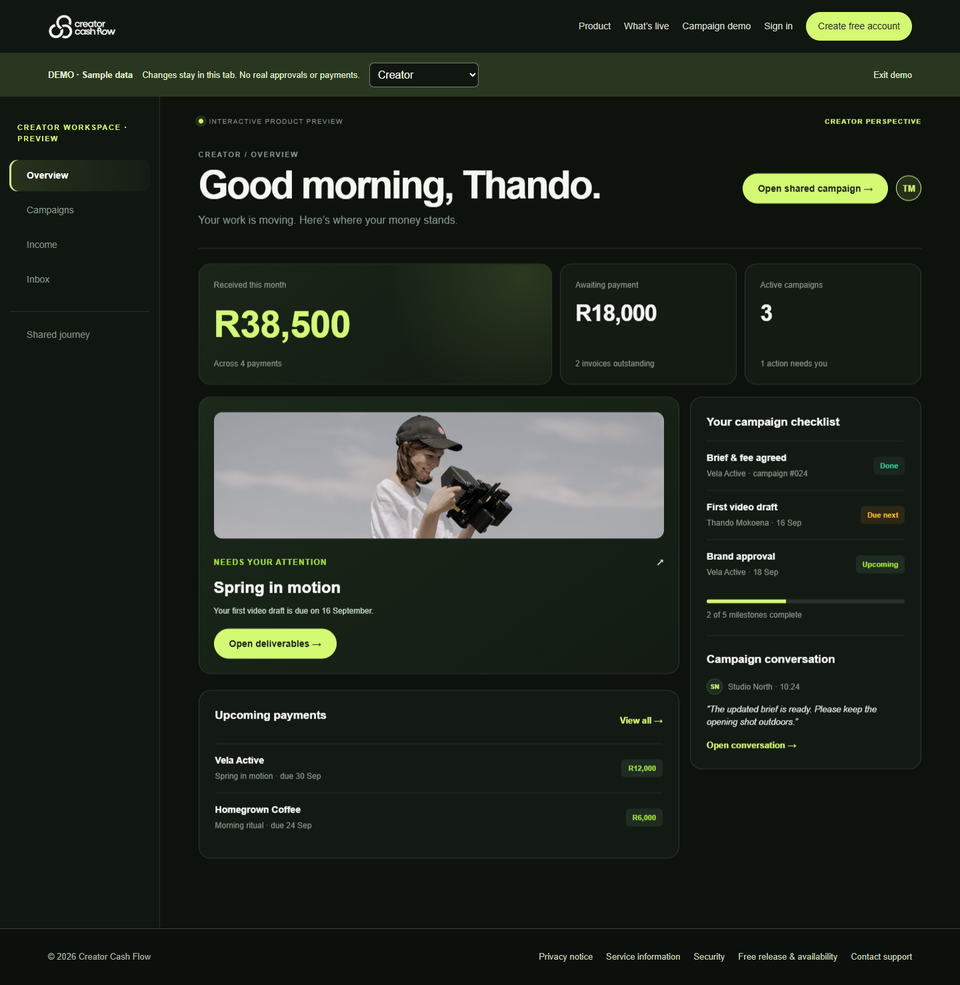 creator
cash flow
Product What's live Campaign demo Sign in Create free account
DEMO · Sample data Changes stay in this tab. No real approvals or payments. Creator Exit demo
CREATOR WORKSPACE ·
PREVIEW
Overview
Campaigns
Income
Inbox
Shared journey
INTERACTIVE PRODUCT PREVIEW
CREATOR PERSPECTIVE
CREATOR / OVERVIEW
Good morning, Thando.
Your work is moving. Here's where your money stands.
Open shared campaign →
TM
Received this month
R38,500
Across 4 payments
Awaiting payment
R18,000
2 invoices outstanding
Active campaigns
3
1 action needs you
NEEDS YOUR ATTENTION ↗
Spring in motion
Your first video draft is due on 16 September.
Open deliverables →
Upcoming payments
View all →
Vela Active
Spring in motion · due 30 Sep
R12,000
Homegrown Coffee
Morning ritual · due 24 Sep
R6,000
Your campaign checklist
Brief & fee agreed
Vela Active · campaign #024
Done
First video draft
Thando Mokoena · 16 Sep
Due next
Brand approval
Vela Active · 18 Sep
Upcoming
2 of 5 milestones complete
Campaign conversation
SN Studio North · 10:24
"The updated brief is ready. Please keep the
opening shot outdoors."
Open conversation →
© 2026 Creator Cash Flow
Privacy notice Service information Security Free release & availability Contact support